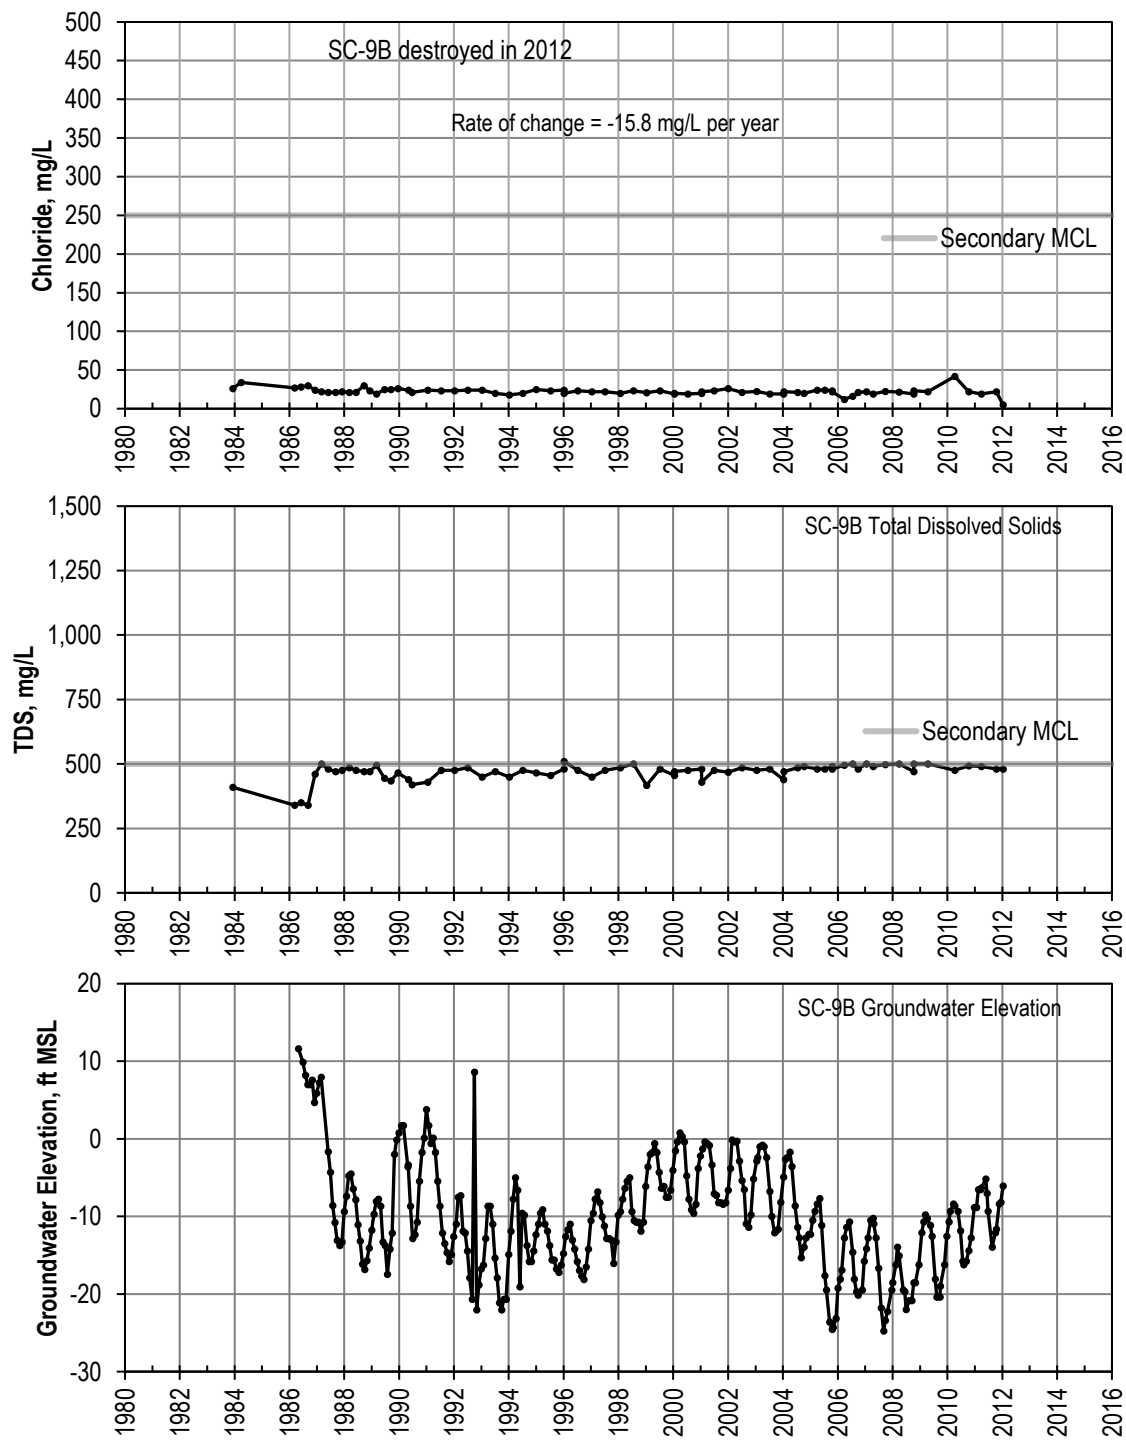 500
450
400
350
300
250
200
150
100
50
0
Chloride, mg/L
SC-9B destroyed in 2012
Rate of change = -15.8 mg/L per year
Secondary MCL
1980 1982 1984 1986 1988 1990 1992 1994 1996 1998 2000 2002 2004 2006 2008 2010 2012 2014 2016
1,500
1,250
1,000
750
500
250
0
TDS, mg/L
SC-9B Total Dissolved Solids
Secondary MCL
1980 1982 1984 1986 1988 1990 1992 1994 1996 1998 2000 2002 2004 2006 2008 2010 2012 2014 2016
20
10
0
-10
-20
-30
Groundwater Elevation, ft MSL
SC-9B Groundwater Elevation
1980 1982 1984 1986 1988 1990 1992 1994 1996 1998 2000 2002 2004 2006 2008 2010 2012 2014 2016